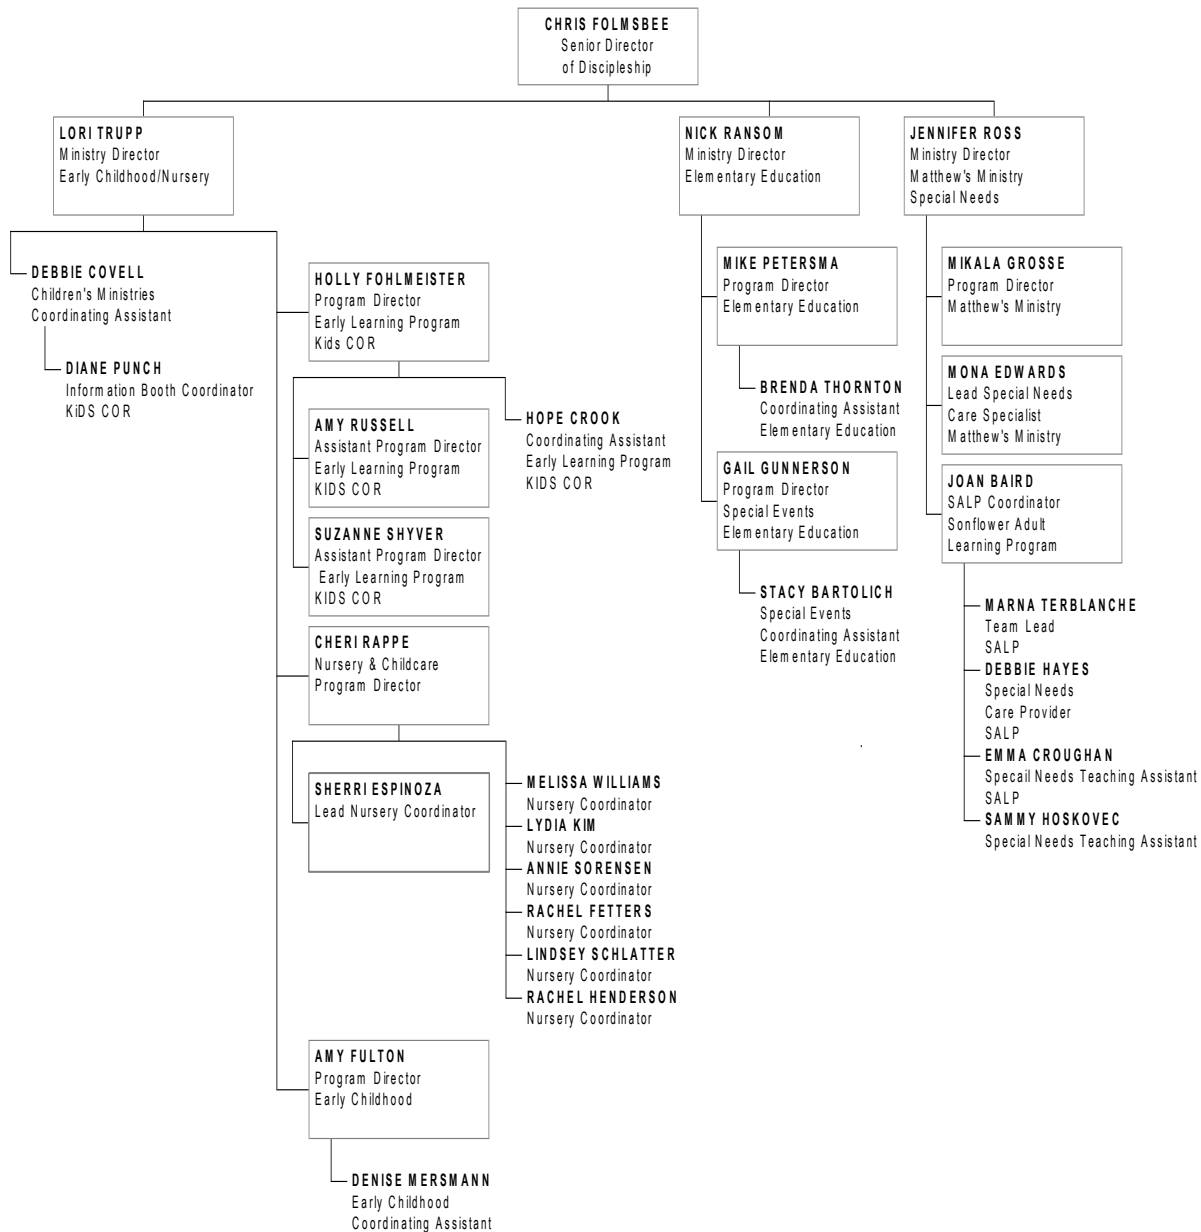 CHRIS FOLMSBEE
Senior Director
of Discipleship
LORI TRUPP
Ministry Director
Early Childhood/Nursery
DEBBIE COVELL
Children's Ministries
Coordinating Assistant
DIANE PUNCH
Information Booth Coordinator
KiDS COR
HOLLY FOHLMEISTER
Program Director
Early Learning Program
Kids COR
AMY RUSSELL
Assistant Program Director
Early Learning Program
KIDS COR
SUZANNE SHYVER
Assistant Program Director
Early Learning Program
KIDS COR
HOPE CROOK
Coordinating Assistant
Early Learning Program
KIDS COR
CHERI RAPPE
Nursery & Childcare
Program Director
SHERRI ESPINOZA
Lead Nursery Coordinator
MELISSA WILLIAMS
Nursery Coordinator
LYDIA KIM
Nursery Coordinator
ANNIE SORENSEN
Nursery Coordinator
RACHEL FETTERS
Nursery Coordinator
LINDSEY SCHLATTER
Nursery Coordinator
RACHEL HENDERSON
Nursery Coordinator
AMY FULTON
Program Director
Early Childhood
DENISE MERSMANN
Early Childhood
Coordinating Assistant
NICK RANSOM
Ministry Director
Elementary Education
MIKE PETERSMA
Program Director
Elementary Education
BRENDA THORNTON
Coordinating Assistant
Elementary Education
GAIL GUNNERSON
Program Director
Special Events
Elementary Education
STACY BARTOLICH
Special Events
Coordinating Assistant
Elementary Education
JENNIFER ROSS
Ministry Director
Matthew's Ministry
Special Needs
MIKALA GROSSE
Program Director
Matthew's Ministry
MONA EDWARDS
Lead Special Needs
Care Specialist
Matthew's Ministry
JOAN BAIRD
SALP Coordinator
Sonflower Adult
Learning Program
MARNA TERBLANCHE
Team Lead
SALP
DEBBIE HAYES
Special Needs
Care Provider
SALP
EMMA CROUGHAN
Specail Needs Teaching Assistant
SALP
SAMMY HOSKOVEC
Special Needs Teaching Assistant